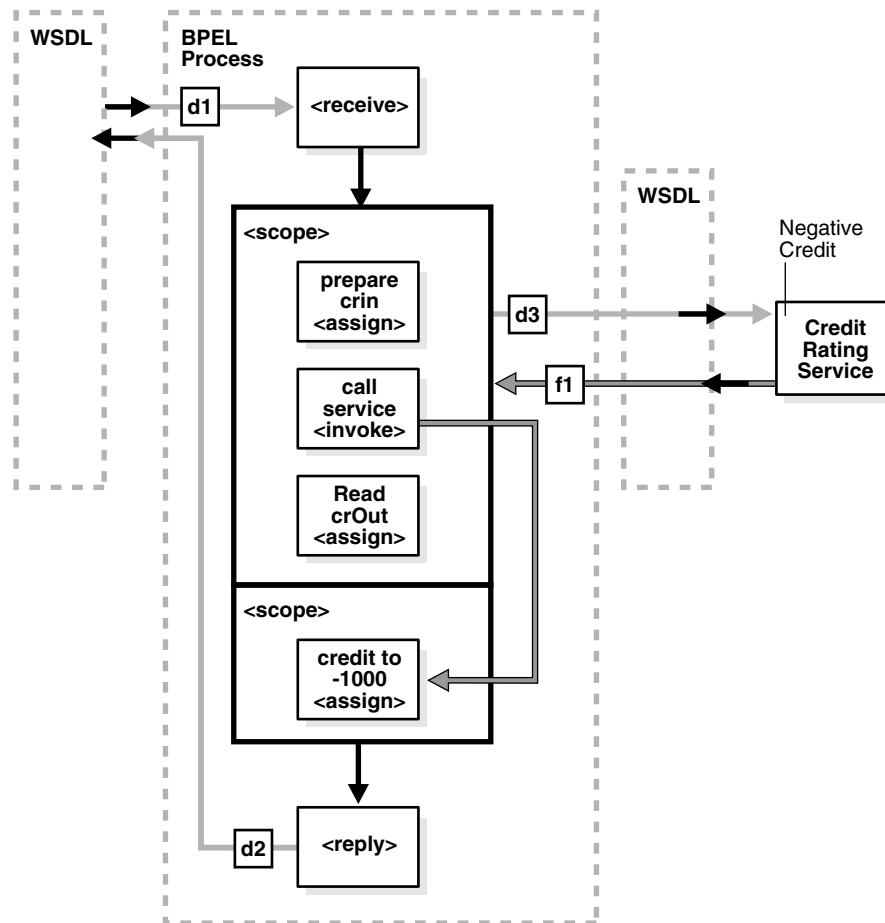 WSDL
BPEL
Process
d1
<receive>
<scope>
prepare
crin
<assign>
d3
WSDL
Negative
Credit
Credit
Rating
Service
f1
call
service
<invoke>
Read
crOut
<assign>
<scope>
credit to
-1000
<assign>
d2
<reply>